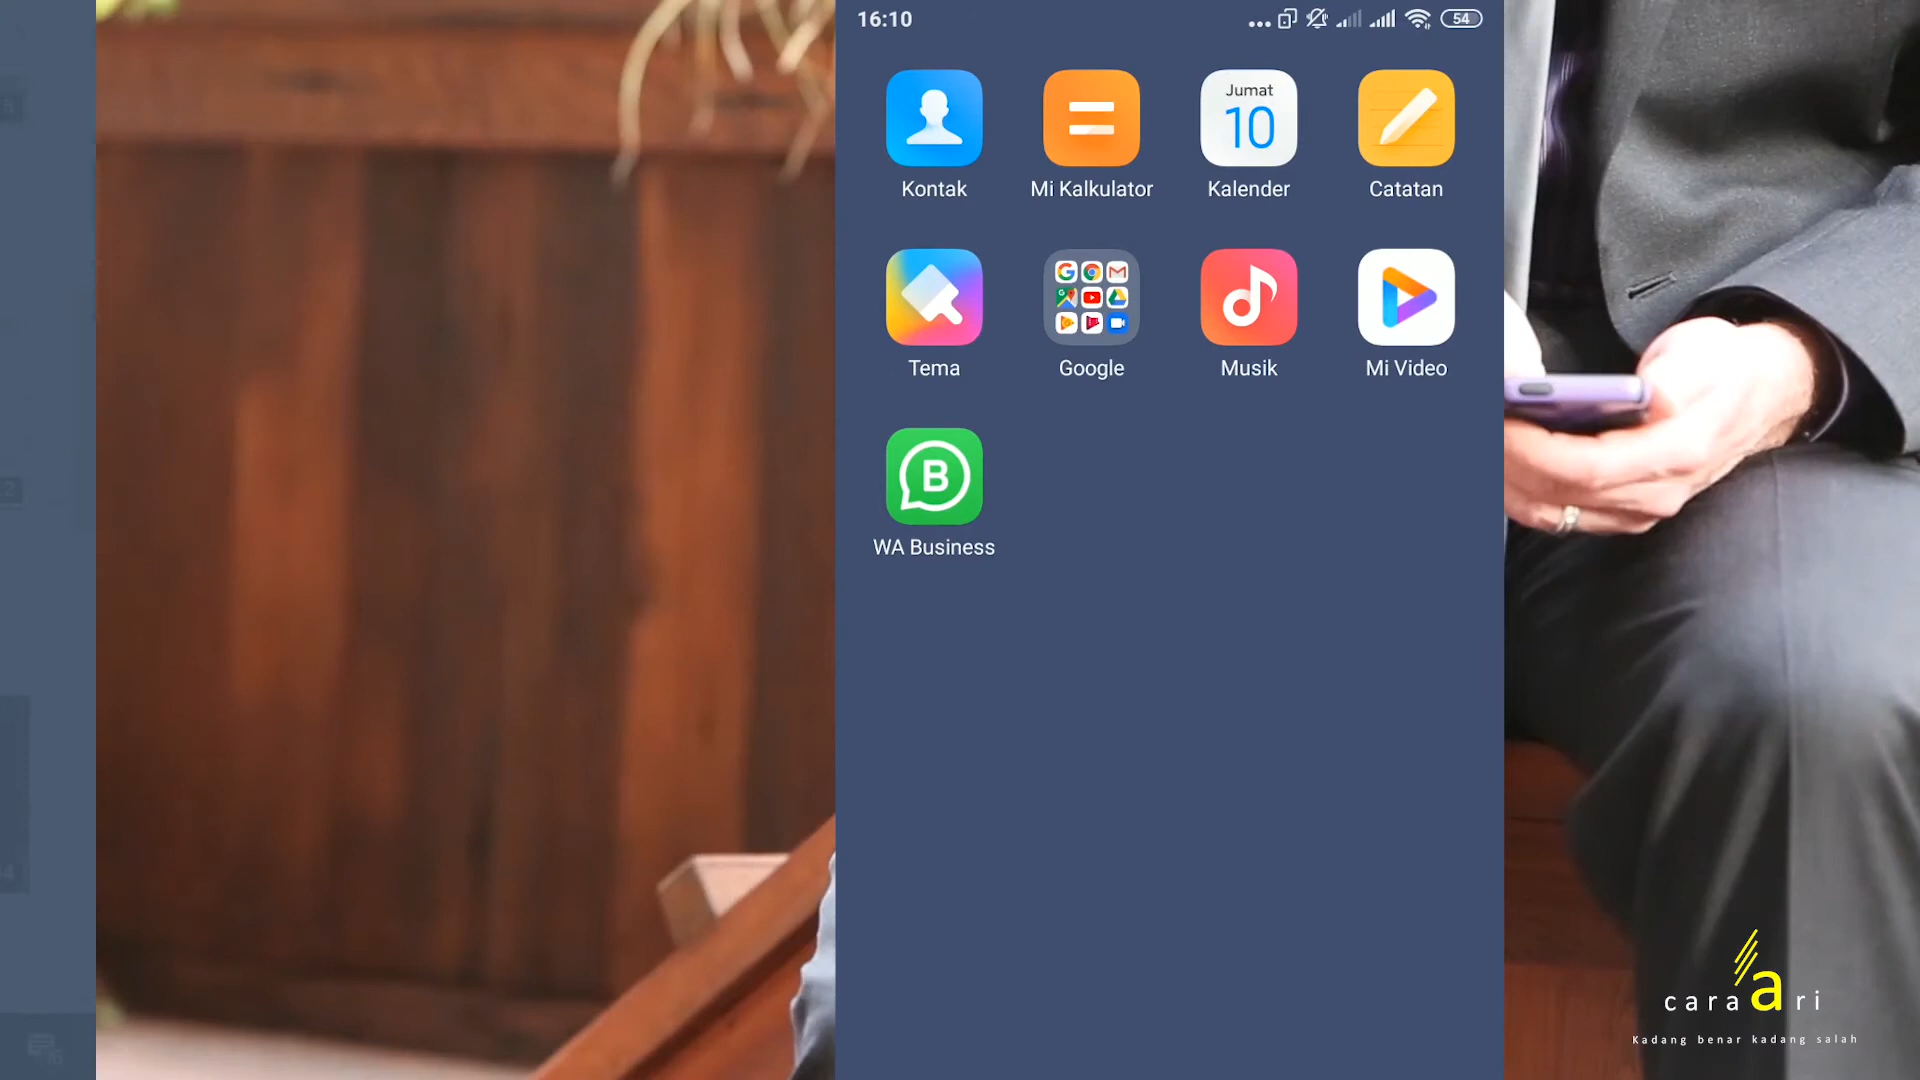 16:10
54
Jumat
10
Kontak
Mi Kalkulator
Kalender
Catatan
Tema
Google
Musik
Mi Video
B
WA Business
cara ari
Kadang benar kadang salah